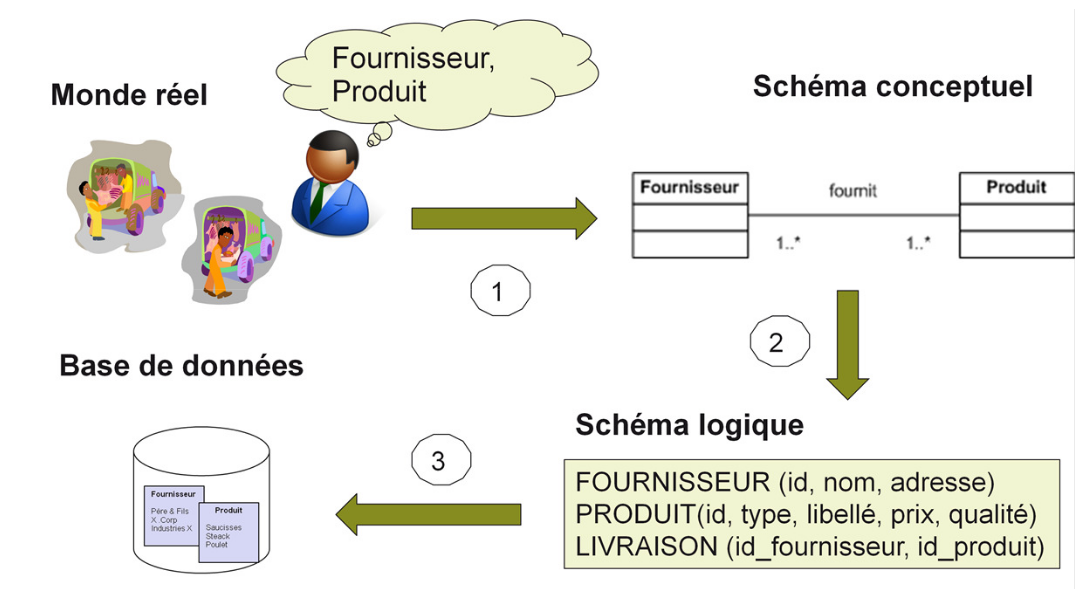 Monde réel
Fournisseur,
Produit
Schéma conceptuel
Fournisseur
fournit
Produit
1..*
1..*
1
2
Base de données
Schéma logique
3
FOURNISSEUR (id, nom, adresse)
PRODUIT(id, type, libellé, prix, qualité)
LIVRAISON (id_fournisseur, id_produit)
Fournisseur
Père & Fils
X .Corp
Industries.X
Produit
Saucisses
Steack
Poulet